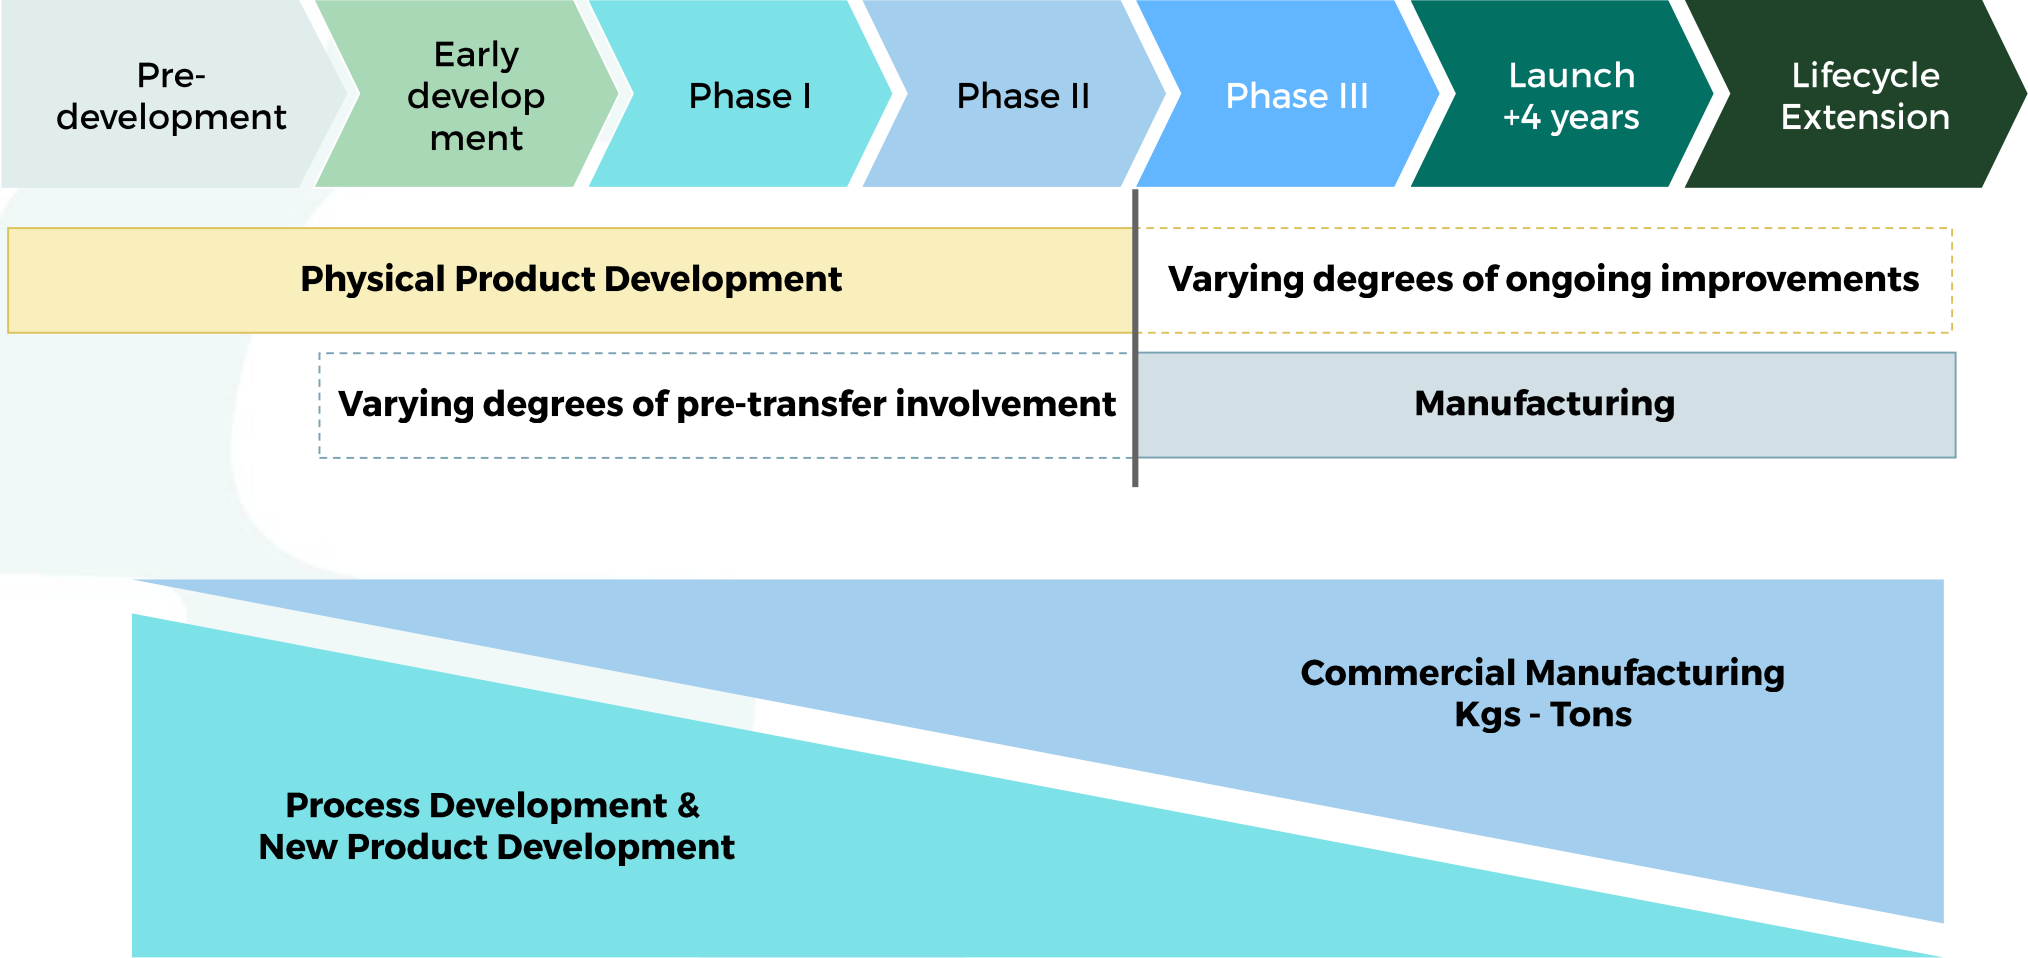 Pre-
development
Early
develop
ment
Phase I
Phase II
Phase III
Launch
+4 years
Lifecycle
Extension
Physical Product Development
Varying degrees of ongoing improvements
Varying degrees of pre-transfer involvement
Manufacturing
Commercial Manufacturing
Kgs - Tons
Process Development &
New Product Development